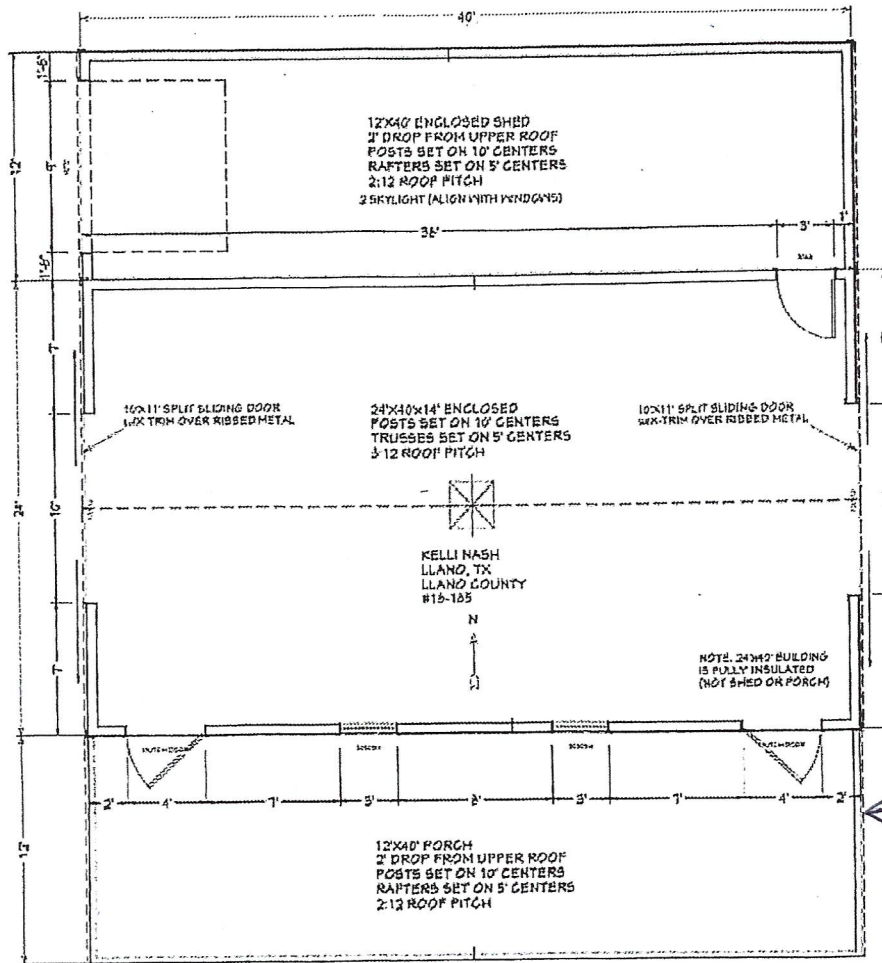 40'
1'-6"
12'
9'
1'-6"
12'X40' ENCLOSED SHED
2' DROP FROM UPPER ROOF
POSTS SET ON 10' CENTERS
RAFTERS SET ON 5' CENTERS
2:12 ROOF PITCH
2 SKYLIGHT (ALIGN WITH WINDOWS)
36'
3'
1'
7'
10'X11' SPLIT SLIDING DOOR
W/X-TRIM OVER RIBBED METAL
24'X40'x14' ENCLOSED
POSTS SET ON 10' CENTERS
TRUSSES SET ON 5' CENTERS
3:12 ROOF PITCH
10'X11' SPLIT SLIDING DOOR
W/X-TRIM OVER RIBBED METAL
24'
10'
KELLI NASH
LLANO, TX
LLANO COUNTY
N
7'
NOTE: 24'X40' BUILDING
IS FULLY INSULATED
(NOT SHED OR PORCH)
DUTCH DOOR
DUTCH DOOR
2' 4' 7' 3' 8' 3' 7' 4' 2'
12'
12'X40' PORCH
2' DROP FROM UPPER ROOF
POSTS SET ON 10' CENTERS
RAFTERS SET ON 5' CENTERS
2:12 ROOF PITCH